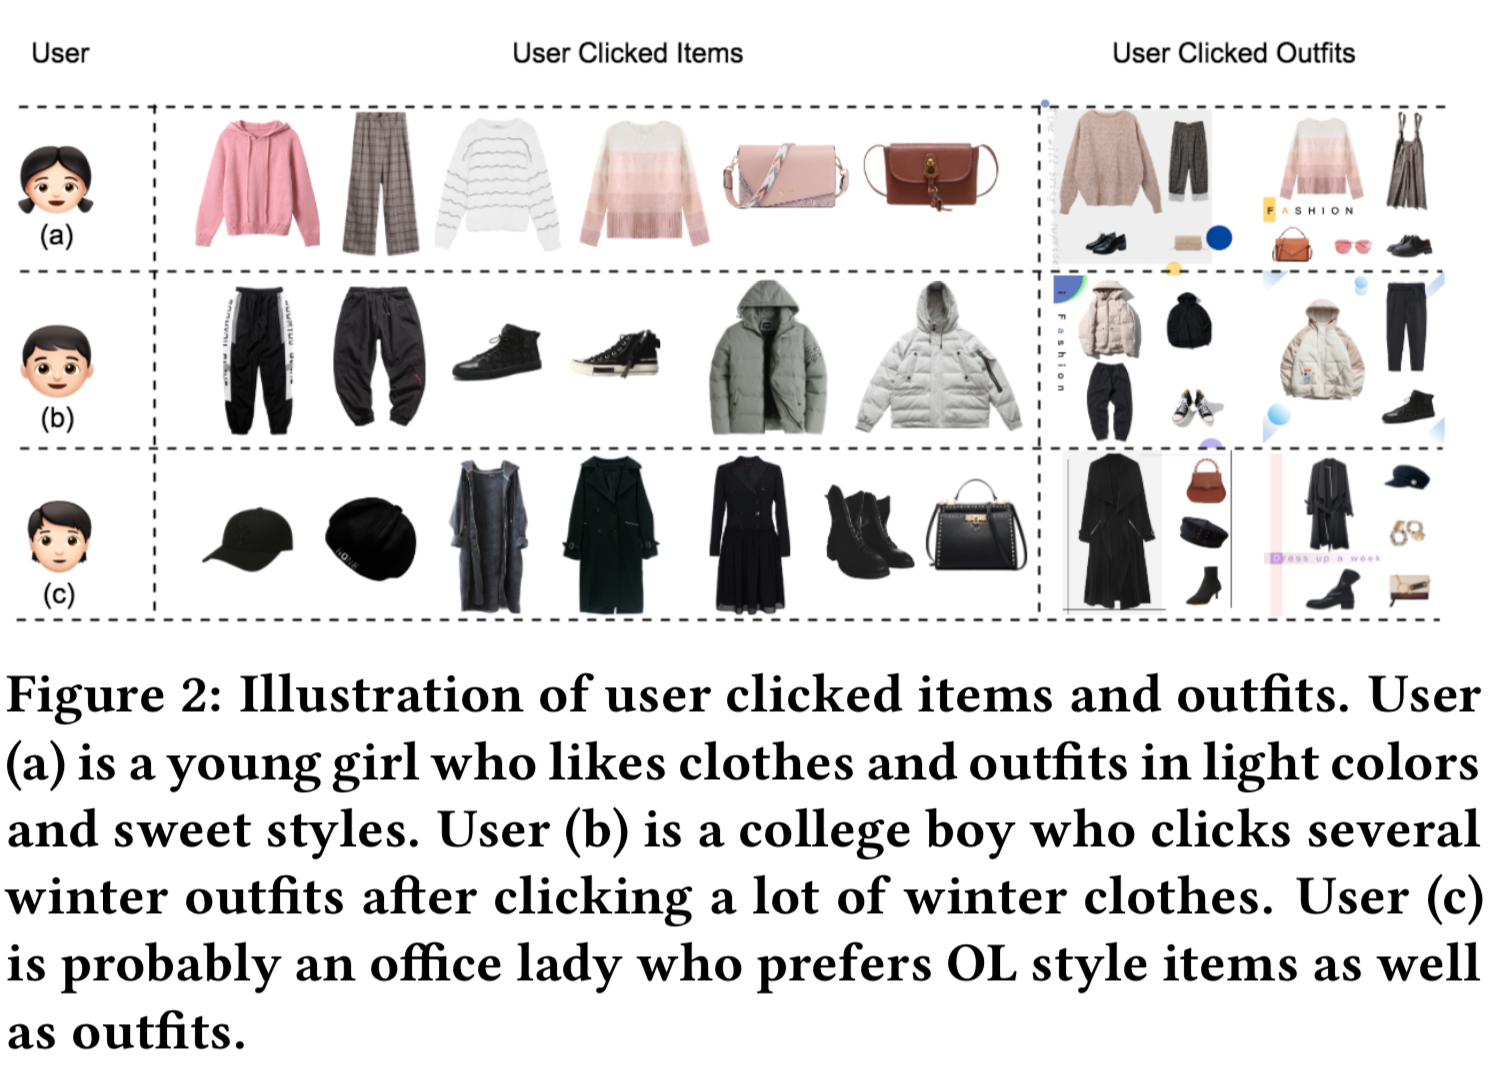 User
User Clicked Items
User Clicked Outfits
(a)
FASHION
(b)
Fashion
(c)
Dress up a week
Figure 2: Illustration of user clicked items and outfits. User
(a) is a young girl who likes clothes and outfits in light colors
and sweet styles. User (b) is a college boy who clicks several
winter outfits after clicking a lot of winter clothes. User (c)
is probably an office lady who prefers OL style items as well
as outfits.